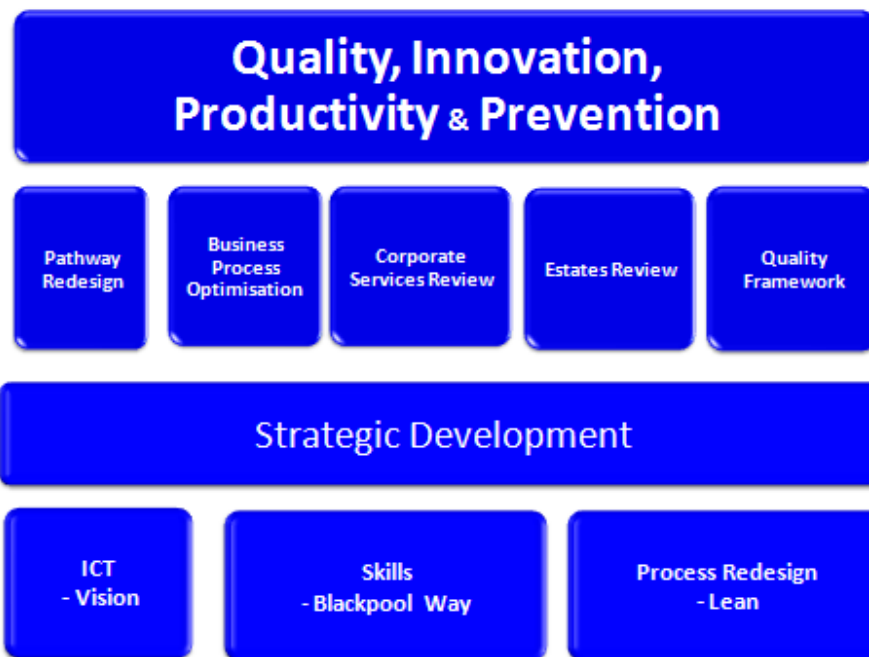 Quality, Innovation,
Productivity & Prevention
Pathway
Redesign
Business
Process
Optimisation
Corporate
Services Review
Estates Review
Quality
Framework
Strategic Development
ICT
- Vision
Skills
- Blackpool Way
Process Redesign
- Lean